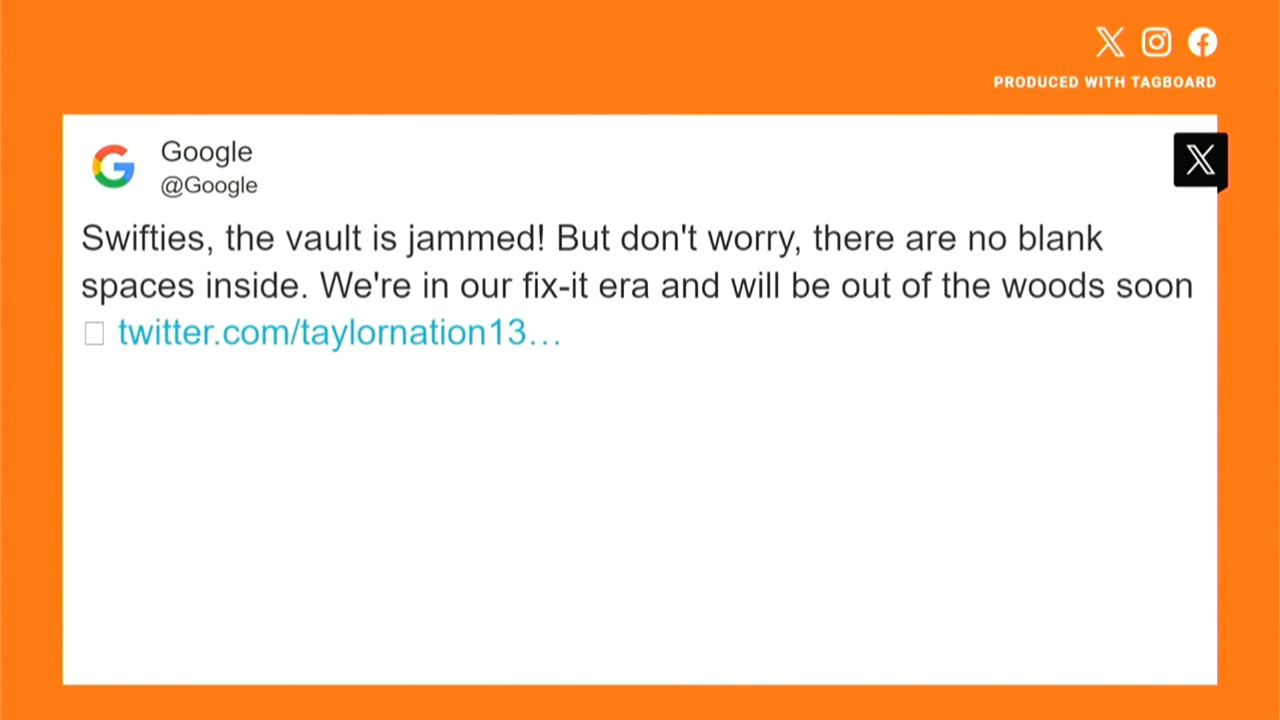 PRODUCED WITH TAGBOARD
Google
@Google
Swifties, the vault is jammed! But don't worry, there are no blank
spaces inside. We're in our fix-it era and will be out of the woods soon
twitter.com/taylornation13…